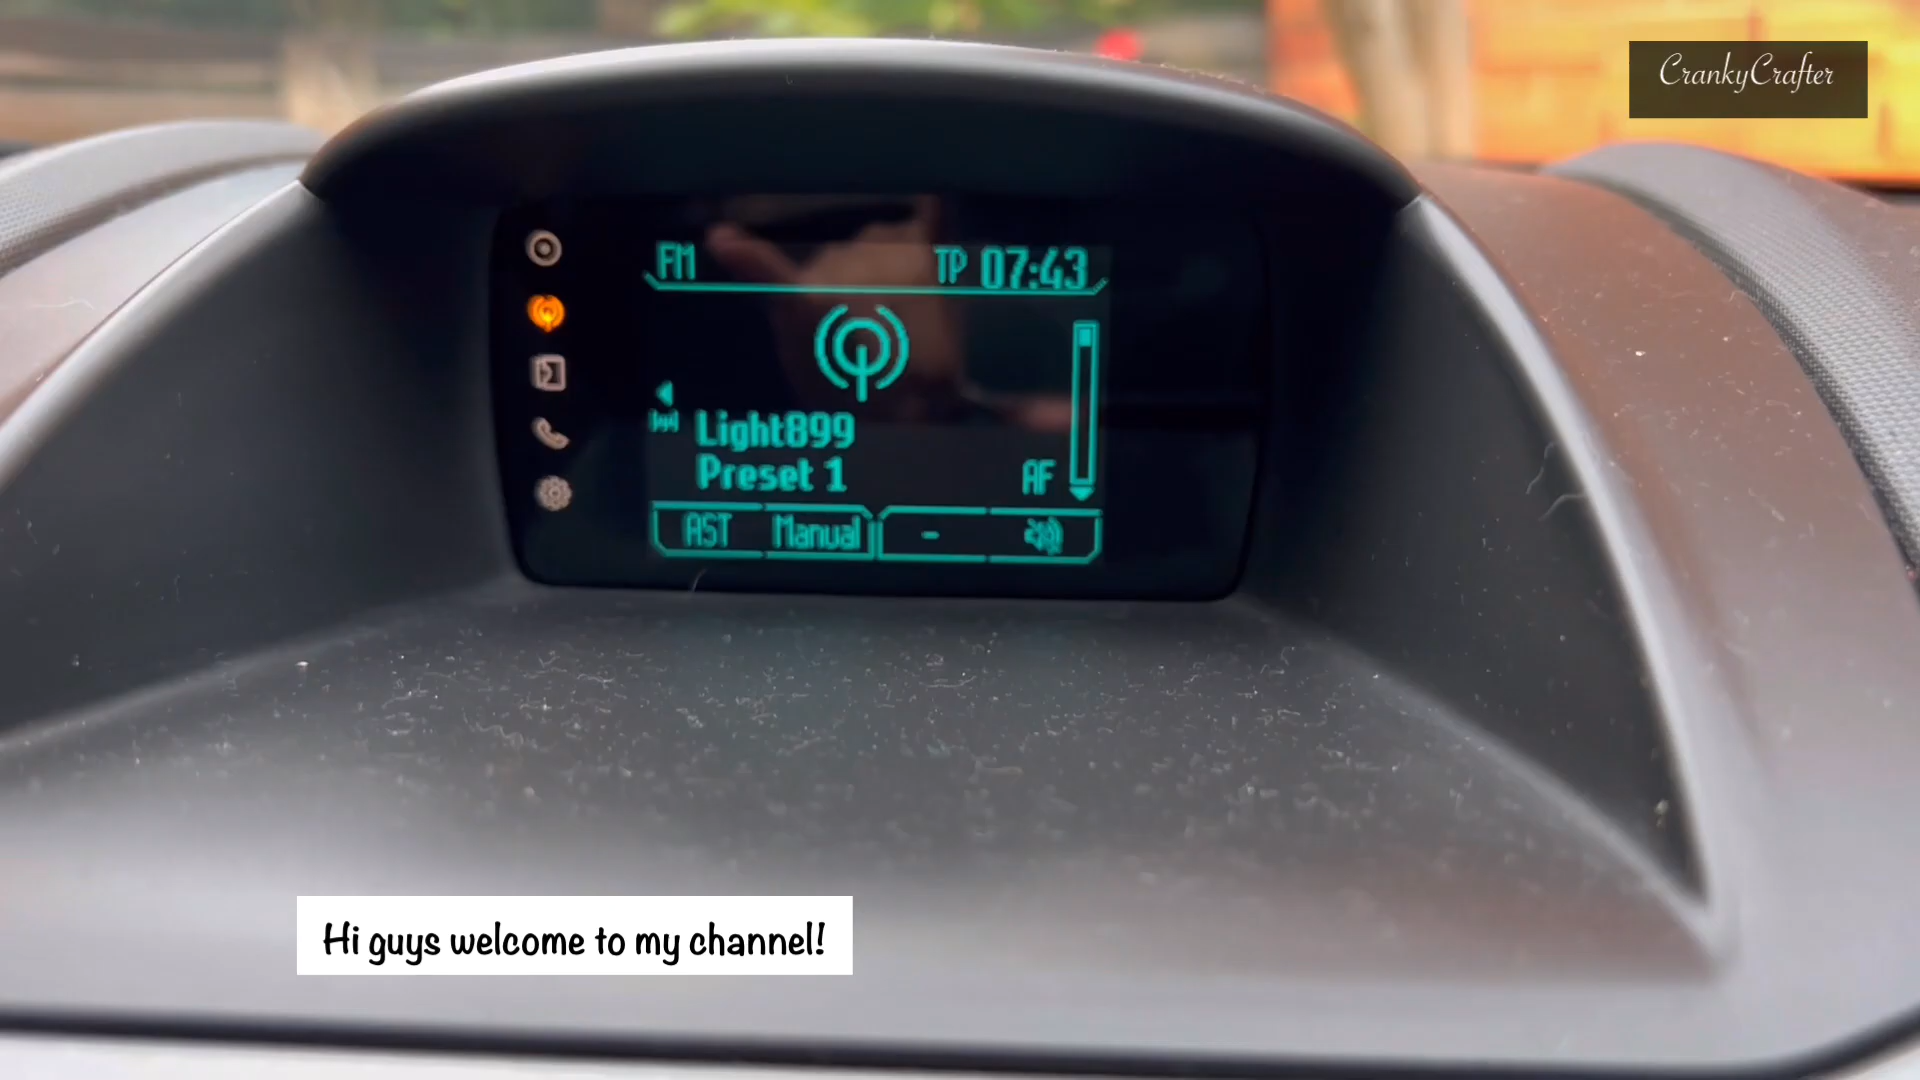 CrankyCrafter
FM TP 07:43
Light899
Preset 1 AF
AST Manual -
Hi guys welcome to my channel!